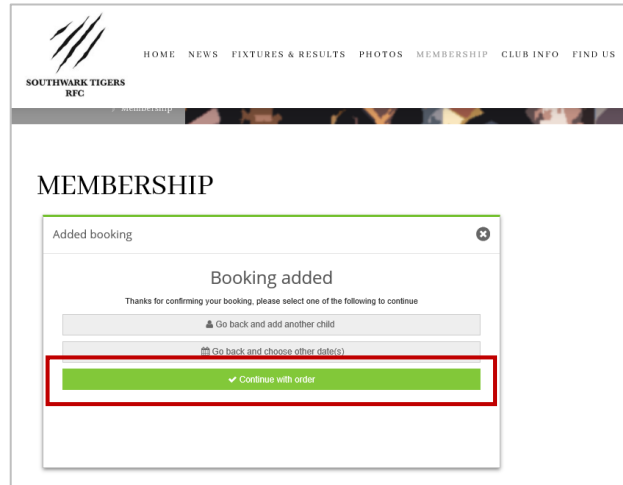 HOME NEWS FIXTURES & RESULTS PHOTOS MEMBERSHIP CLUB INFO FIND US
SOUTHWARK TIGERS
RFC
Membership
MEMBERSHIP
Added booking
Booking added
Thanks for confirming your booking, please select one of the following to continue
Go back and add another child
Go back and choose other date(s)
Continue with order